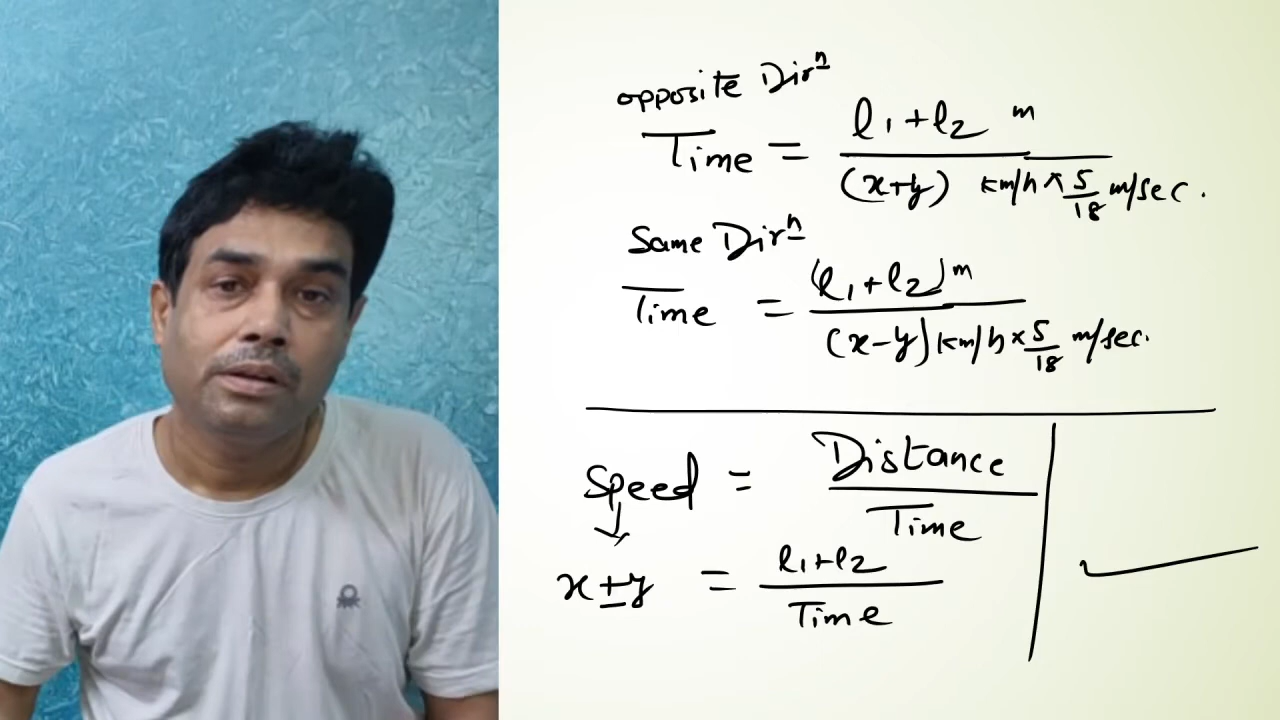 opposite Dirⁿ
Time = l₁+l₂ m / (x+y) km/h × 5/18 m/sec.
Same Dirⁿ
Time = (l₁+l₂) m / (x-y) km/h × 5/18 m/sec.
Speed = Distance / Time
x±y = l₁+l₂ / Time